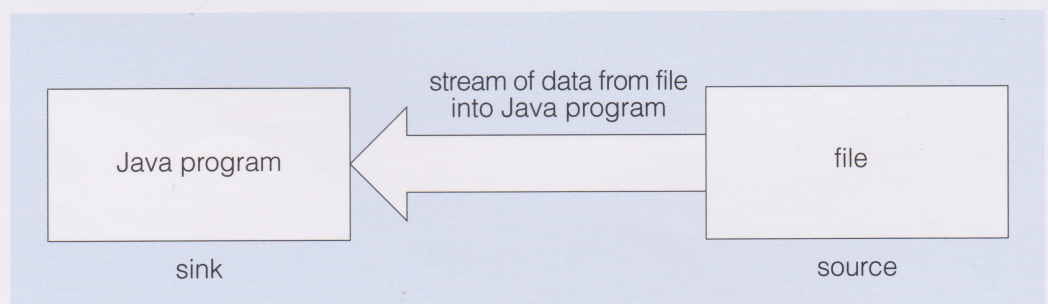 stream of data from file
into Java program
Java program
file
sink
source